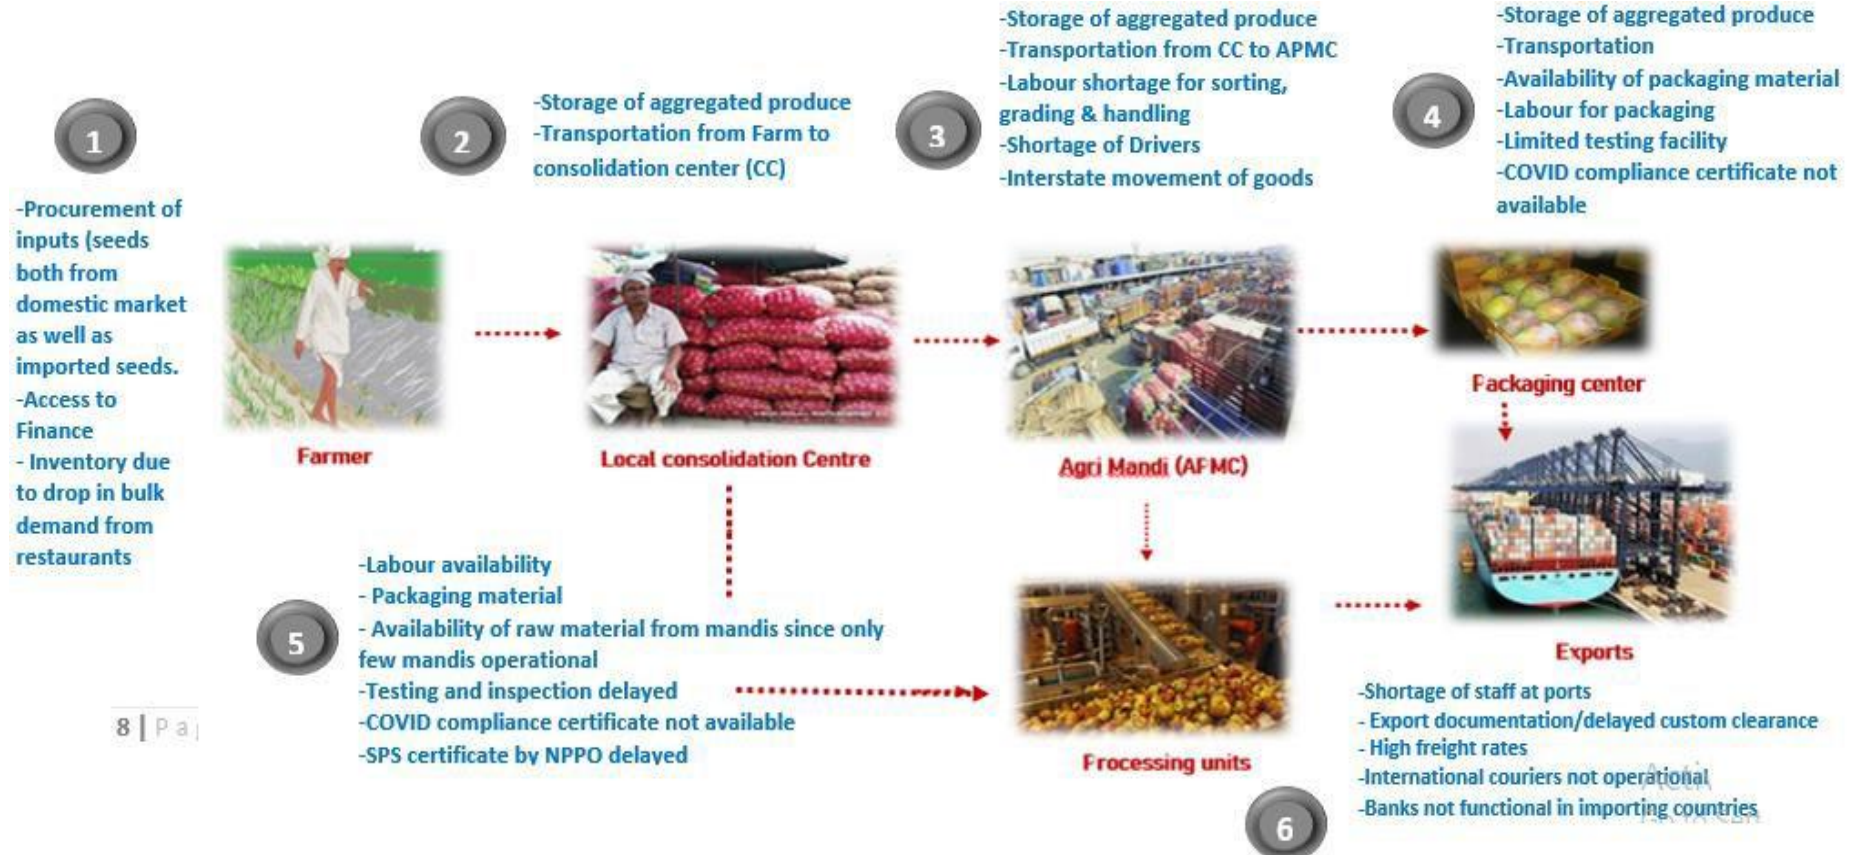 1
-Procurement of
inputs (seeds
both from
domestic market
as well as
imported seeds.
-Access to
Finance
- Inventory due
to drop in bulk
demand from
restaurants
2
-Storage of aggregated produce
-Transportation from Farm to
consolidation center (CC)
3
-Storage of aggregated produce
-Transportation from CC to APMC
-Labour shortage for sorting,
grading & handling
-Shortage of Drivers
-Interstate movement of goods
4
-Storage of aggregated produce
-Transportation
-Availability of packaging material
-Labour for packaging
-Limited testing facility
-COVID compliance certificate not
available
Farmer
Local consolidation Centre
Agri Mandi (APMC)
Packaging center
5
-Labour availability
- Packaging material
- Availability of raw material from mandis since only
few mandis operational
-Testing and inspection delayed
-COVID compliance certificate not available
-SPS certificate by NPPO delayed
Processing units
Exports
-Shortage of staff at ports
- Export documentation/delayed custom clearance
- High freight rates
-International couriers not operational
-Banks not functional in importing countries
6
8 | Pa